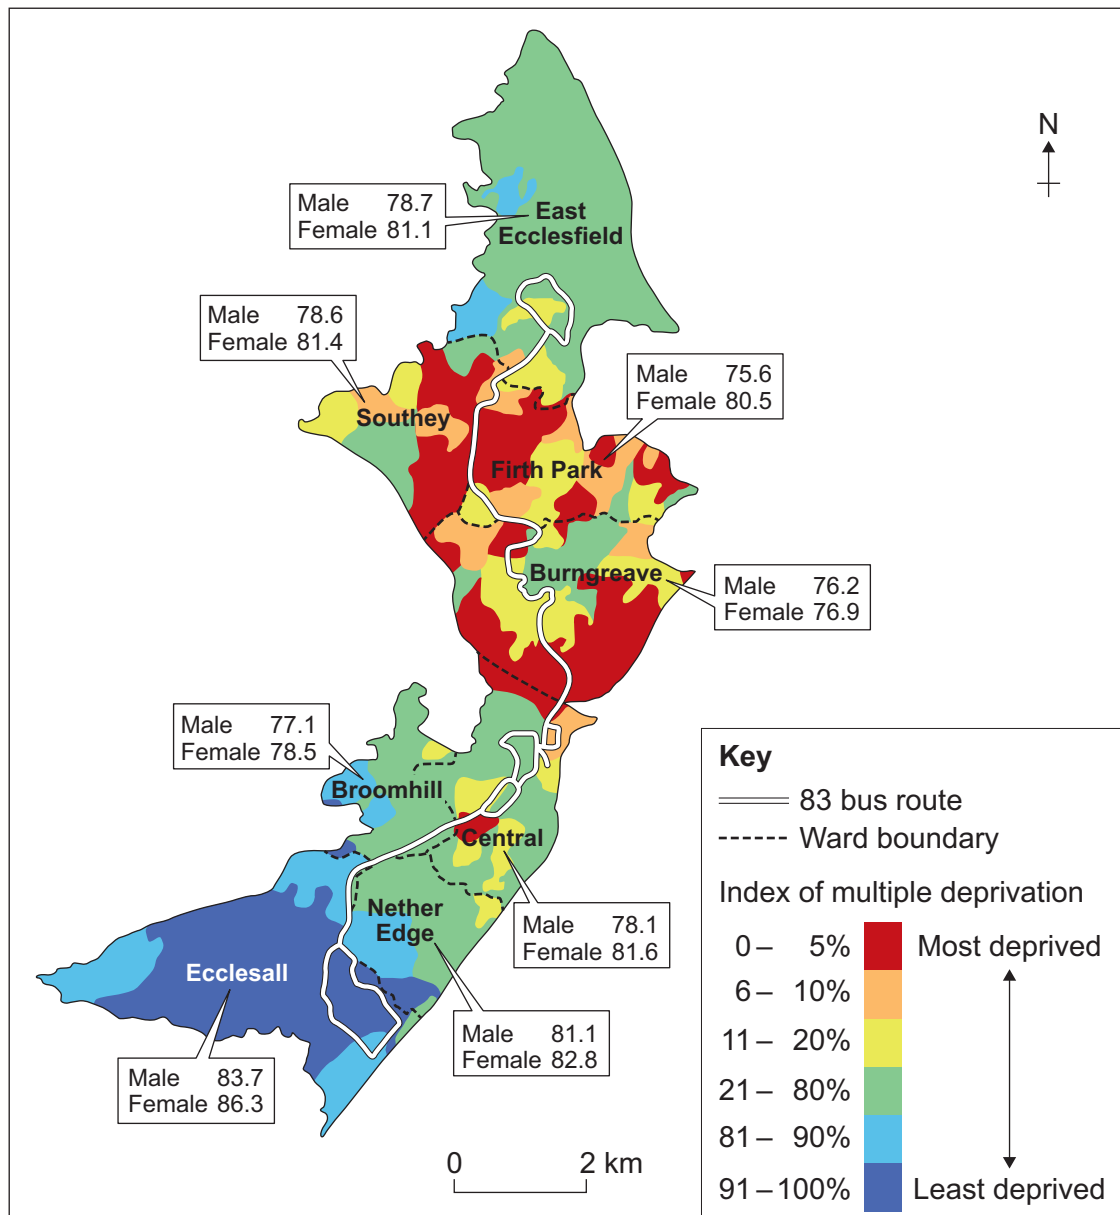 N
Male 78.7
Female 81.1
East
Ecclesfield
Male 78.6
Female 81.4
Male 75.6
Female 80.5
Southey
Firth Park
Burngreave
Male 76.2
Female 76.9
Male 77.1
Female 78.5
Broomhill
Central
Nether
Edge
Male 78.1
Female 81.6
Ecclesall
Male 81.1
Female 82.8
Male 83.7
Female 86.3
0 2 km
Key
83 bus route
Ward boundary
Index of multiple deprivation
0 – 5% Most deprived
6 – 10%
11 – 20%
21 – 80%
81 – 90%
91 – 100% Least deprived